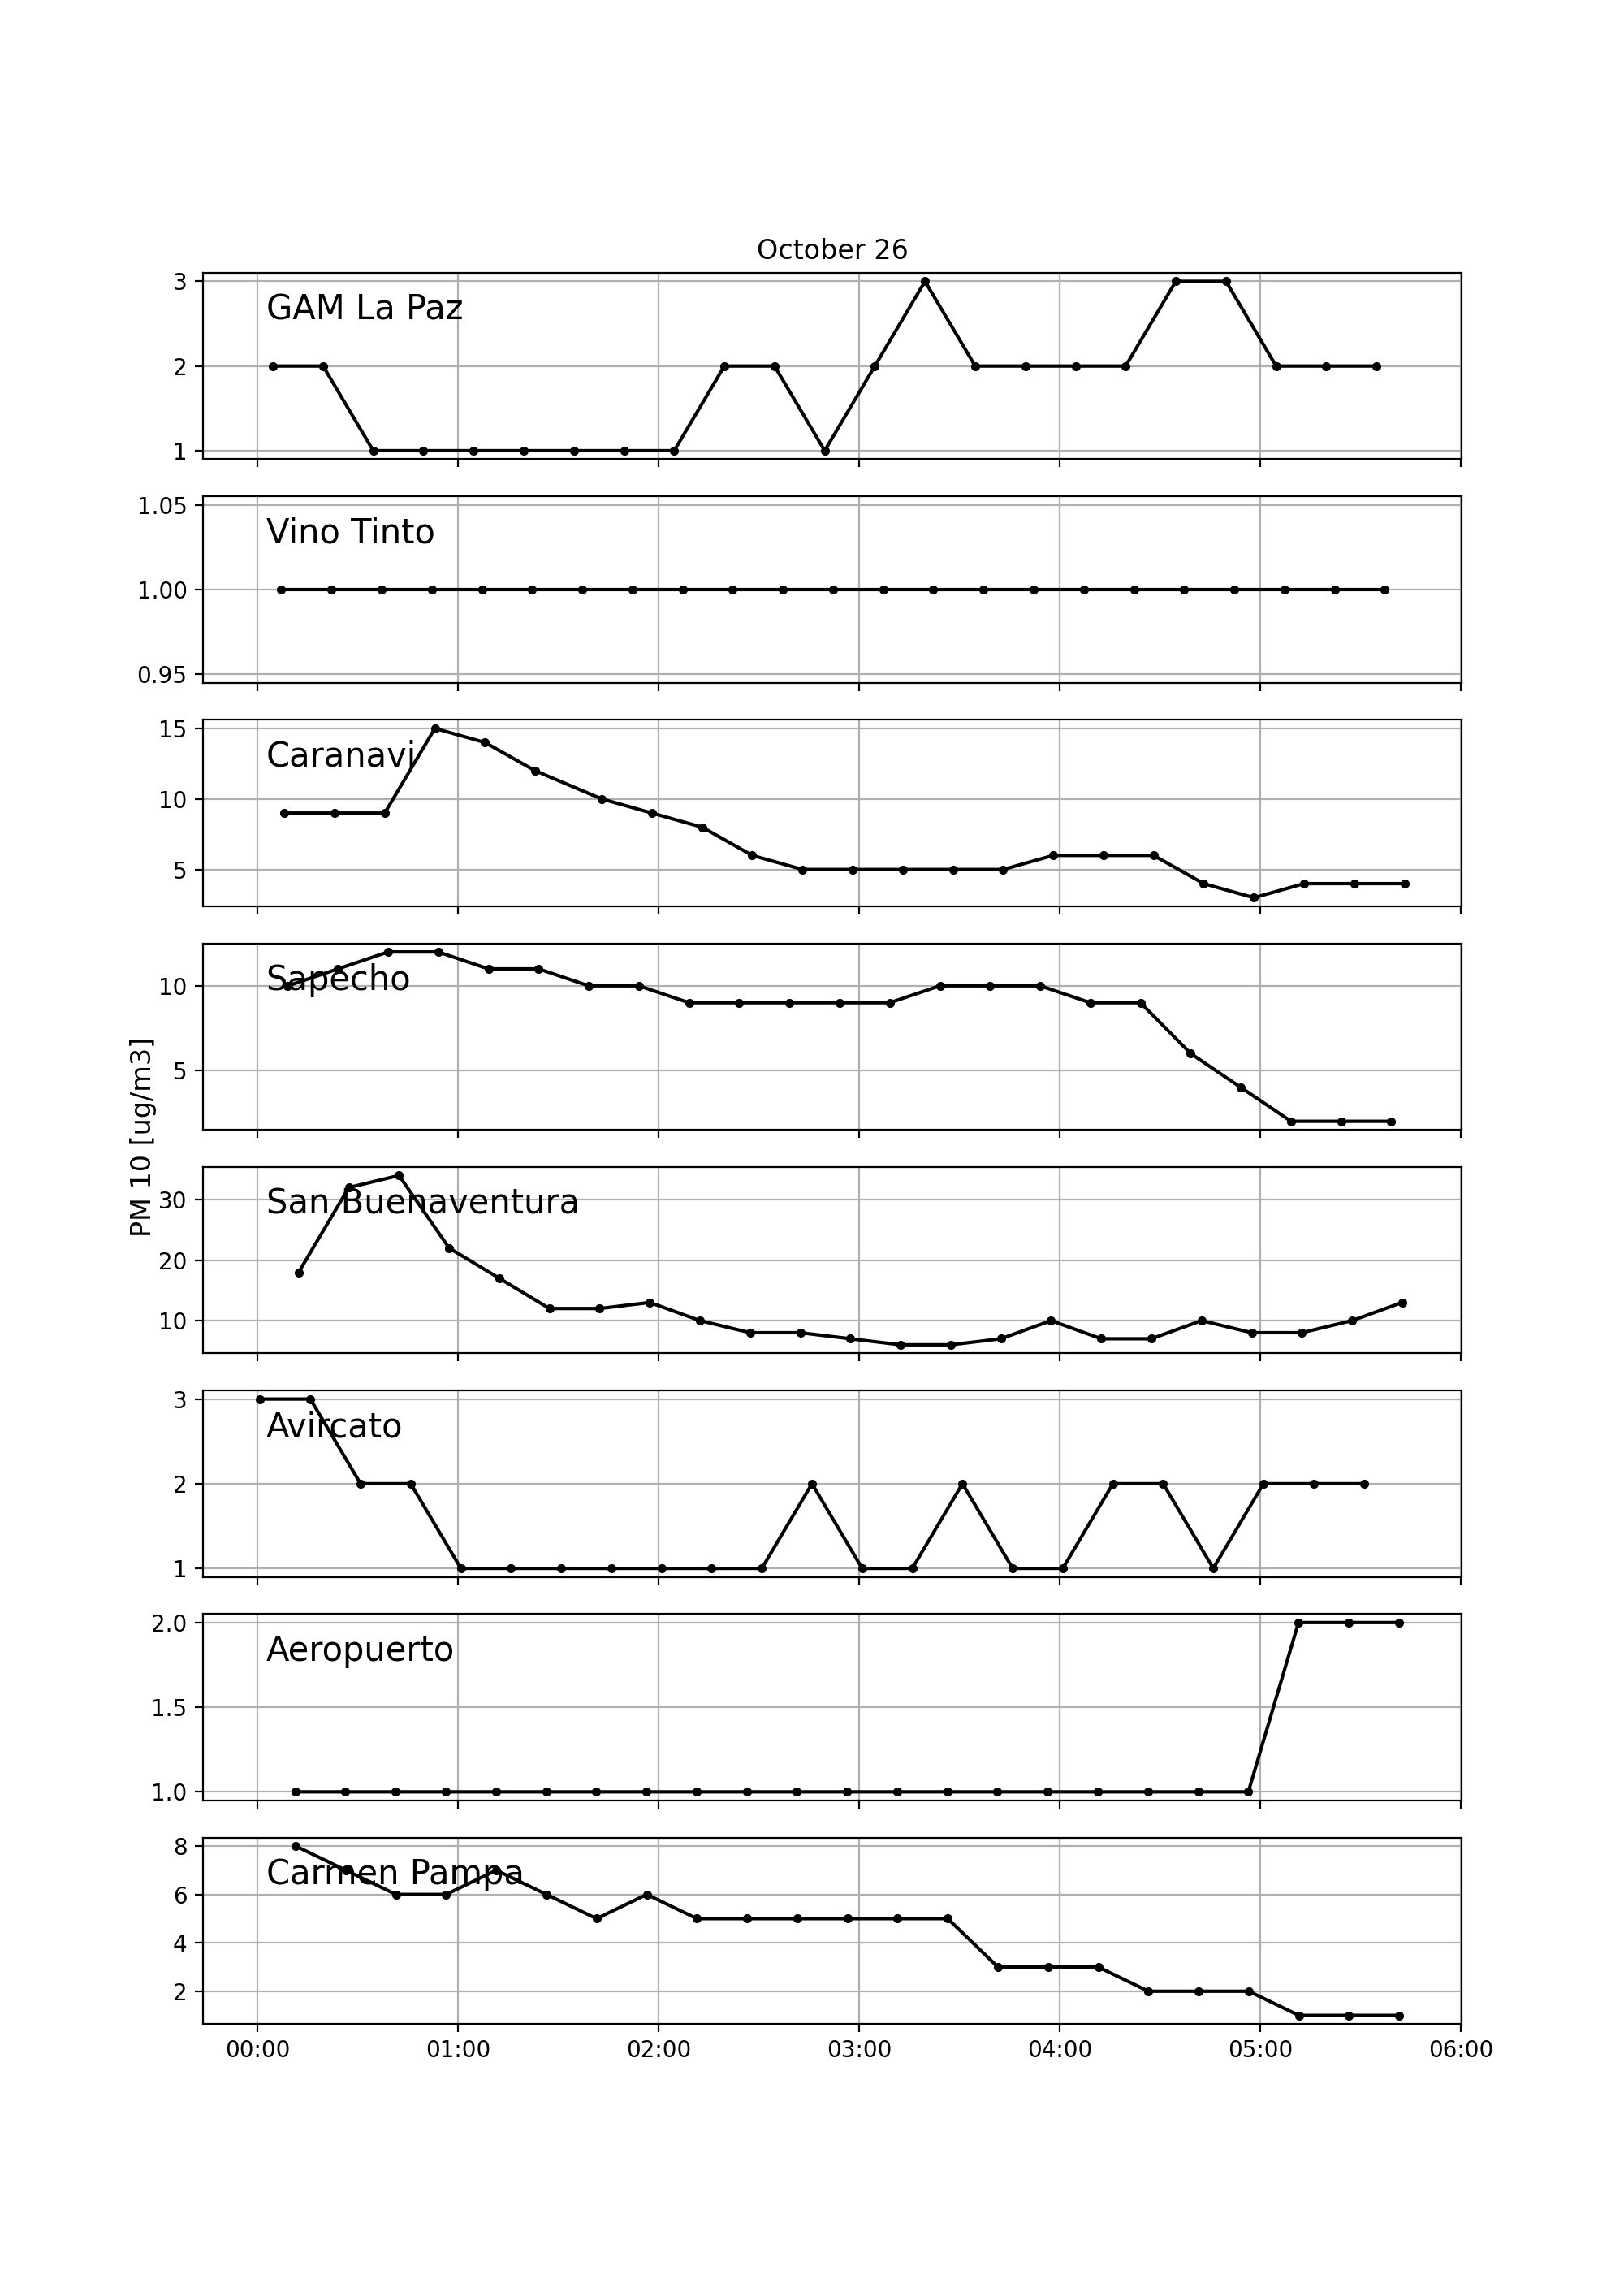 October 26
3
GAM La Paz
2
1
1.05
Vino Tinto
1.00
0.95
15
Caranavi
10
5
Sapecho
10
5
PM 10 [ug/m3]
San Buenaventura
30
20
10
3
Avircato
2
1
2.0
Aeropuerto
1.5
1.0
8
Carmen Pampa
6
4
2
00:00 01:00 02:00 03:00 04:00 05:00 06:00